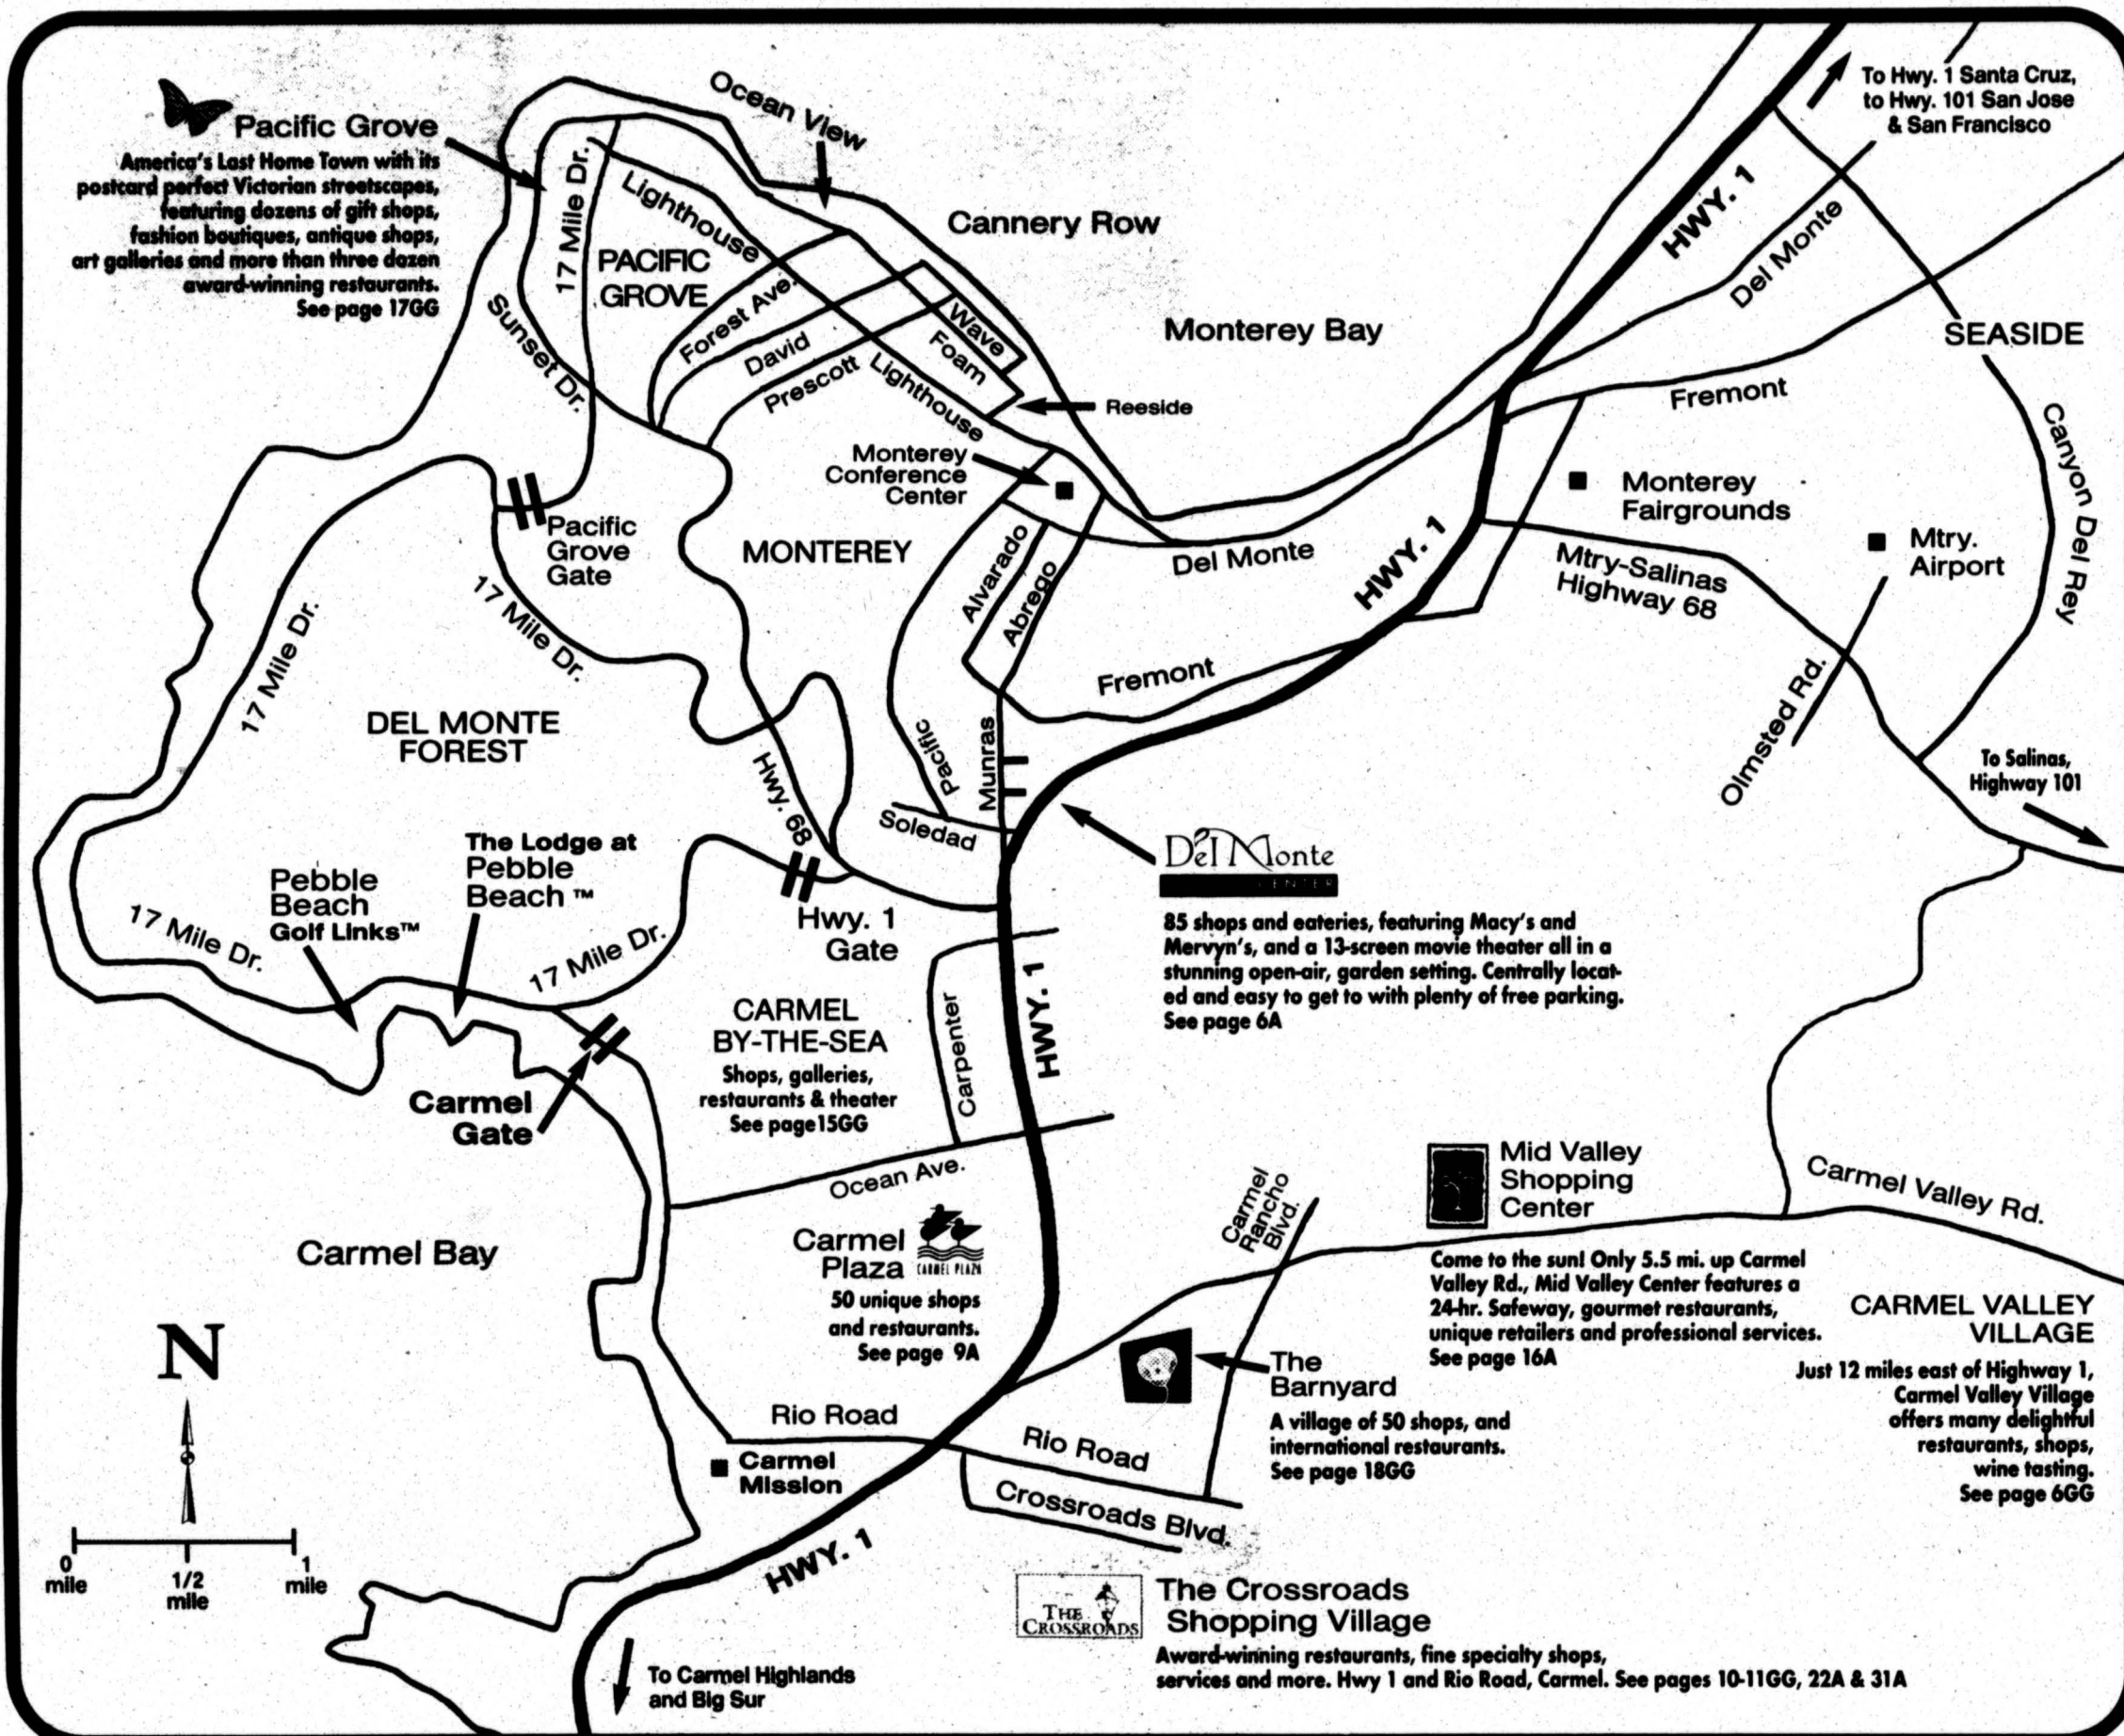 Pacific Grove
America's Last Home Town with its
postcard perfect Victorian streetscapes,
featuring dozens of gift shops,
fashion boutiques, antique shops,
art galleries and more than three dozen
award-winning restaurants.
See page 17GG
Ocean View
17 Mile Dr.
Lighthouse
PACIFIC
GROVE
Sunset Dr.
Forest Ave.
David
Prescott
Lighthouse
Wave
Foam
Cannery Row
Monterey Bay
Reeside
To Hwy. 1 Santa Cruz,
to Hwy. 101 San Jose
& San Francisco
HWY. 1
Del Monte
SEASIDE
Fremont
Canyon Del Rey
Monterey
Conference
Center
Monterey
Fairgrounds
Mtry.
Airport
Pacific
Grove
Gate
MONTEREY
Alvarado
Abrego
Del Monte
HWY. 1
Mtry-Salinas
Highway 68
17 Mile Dr.
17 Mile Dr.
Fremont
Olmsted Rd.
DEL MONTE
FOREST
Hwy. 68
Pacific
Munras
Soledad
To Salinas,
Highway 101
The Lodge at
Pebble
Beach ™
Pebble
Beach
Golf Links™
17 Mile Dr.
17 Mile Dr.
Hwy. 1
Gate
Del Monte
CENTER
85 shops and eateries, featuring Macy's and
Mervyn's, and a 13-screen movie theater all in a
stunning open-air, garden setting. Centrally locat-
ed and easy to get to with plenty of free parking.
See page 6A
CARMEL
BY-THE-SEA
Shops, galleries,
restaurants & theater
See page15GG
Carpenter
HWY. 1
Carmel
Gate
Ocean Ave.
Carmel Bay
Carmel
Plaza
CARMEL PLAZA
50 unique shops
and restaurants.
See page 9A
Carmel
Rancho
Blvd.
Mid Valley
Shopping
Center
Carmel Valley Rd.
Come to the sun! Only 5.5 mi. up Carmel
Valley Rd., Mid Valley Center features a
24-hr. Safeway, gourmet restaurants,
unique retailers and professional services.
See page 16A
CARMEL VALLEY
VILLAGE
Just 12 miles east of Highway 1,
Carmel Valley Village
offers many delightful
restaurants, shops,
wine tasting.
See page 6GG
The
Barnyard
A village of 50 shops, and
international restaurants.
See page 18GG
N
0
mile
1/2
mile
1
mile
Rio Road
Carmel
Mission
Rio Road
Crossroads Blvd.
HWY. 1
THE
CROSSROADS
The Crossroads
Shopping Village
Award-winning restaurants, fine specialty shops,
services and more. Hwy 1 and Rio Road, Carmel. See pages 10-11GG, 22A & 31A
To Carmel Highlands
and Big Sur